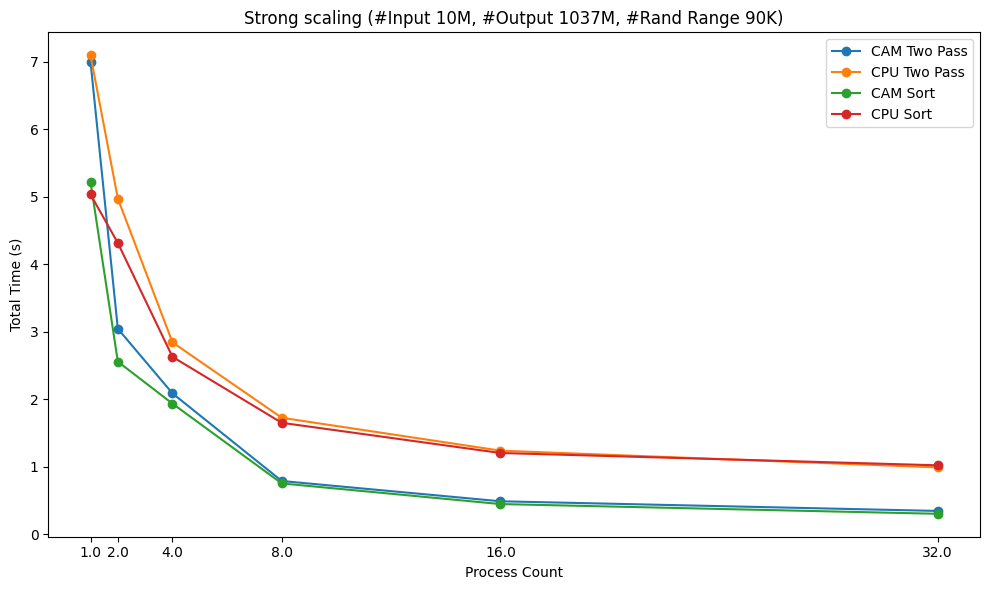 Strong scaling (#Input 10M, #Output 1037M, #Rand Range 90K)
CAM Two Pass
CPU Two Pass
CAM Sort
CPU Sort
Total Time (s)
7
6
5
4
3
2
1
0
1.0 2.0 4.0 8.0 16.0 32.0
Process Count